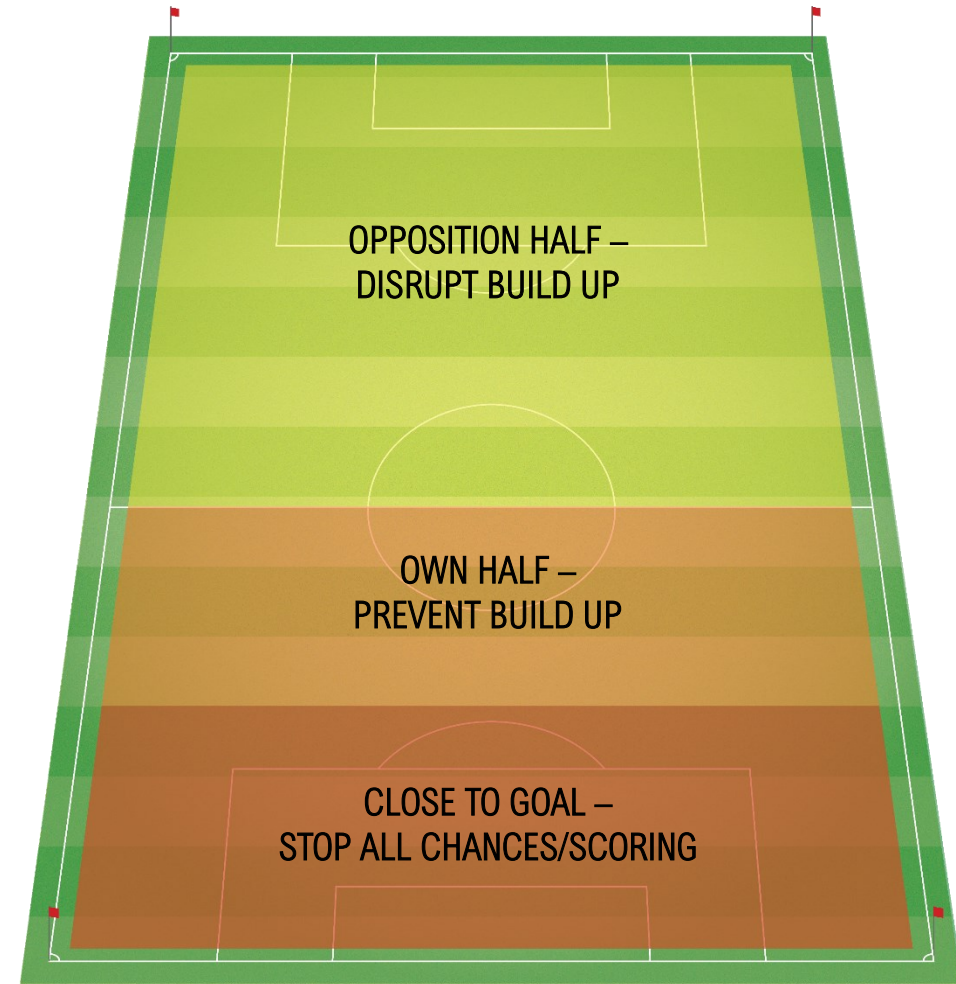 OPPOSITION HALF –
DISRUPT BUILD UP
OWN HALF –
PREVENT BUILD UP
CLOSE TO GOAL –
STOP ALL CHANCES/SCORING